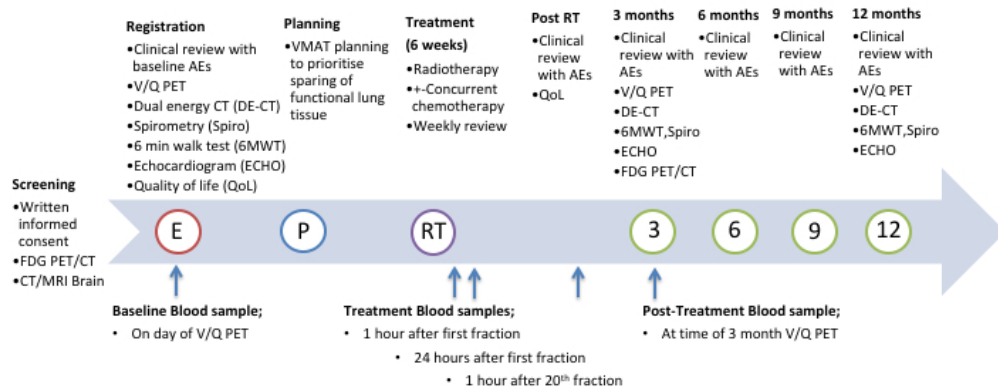 Screening
•Written
informed
consent
•FDG PET/CT
•CT/MRI Brain
Registration
•Clinical review with
baseline AEs
•V/Q PET
•Dual energy CT (DE-CT)
•Spirometry (Spiro)
•6 min walk test (6MWT)
•Echocardiogram (ECHO)
•Quality of life (QoL)
Planning
•VMAT planning
to prioritise
sparing of
functional lung
tissue
Treatment
(6 weeks)
•Radiotherapy
•+-Concurrent
chemotherapy
•Weekly review
Post RT
•Clinical
review with
AEs
•QoL
3 months
•Clinical
review with
AEs
•V/Q PET
•DE-CT
•6MWT,Spiro
•ECHO
•FDG PET/CT
6 months
•Clinical
review with
AEs
9 months
•Clinical
review with
AEs
12 months
•Clinical
review with
AEs
•V/Q PET
•DE-CT
•6MWT,Spiro
•ECHO
E
P
RT
3
6
9
12
Baseline Blood sample;
• On day of V/Q PET
Treatment Blood samples;
• 1 hour after first fraction
• 24 hours after first fraction
• 1 hour after 20th fraction
Post-Treatment Blood sample;
• At time of 3 month V/Q PET